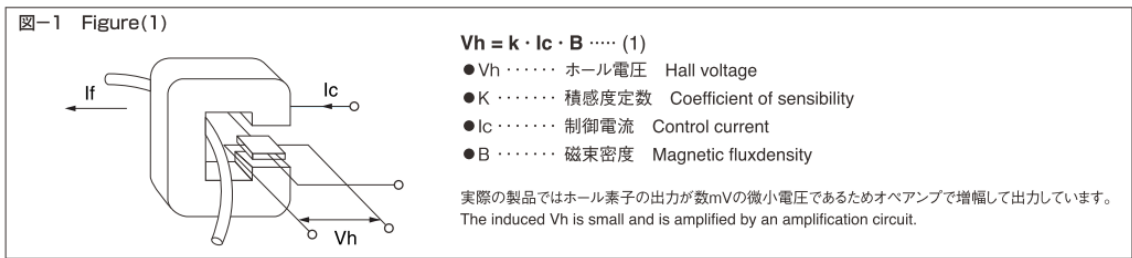 図−1 Figure(1)
If
Ic
Vh
Vh = k · Ic · B ····· (1)
●Vh ······ ホール電圧 Hall voltage
●K ······· 積感度定数 Coefficient of sensibility
●Ic ······· 制御電流 Control current
●B ······· 磁束密度 Magnetic fluxdensity
実際の製品ではホール素子の出力が数mVの微小電圧であるためオペアンプで増幅して出力しています。
The induced Vh is small and is amplified by an amplification circuit.